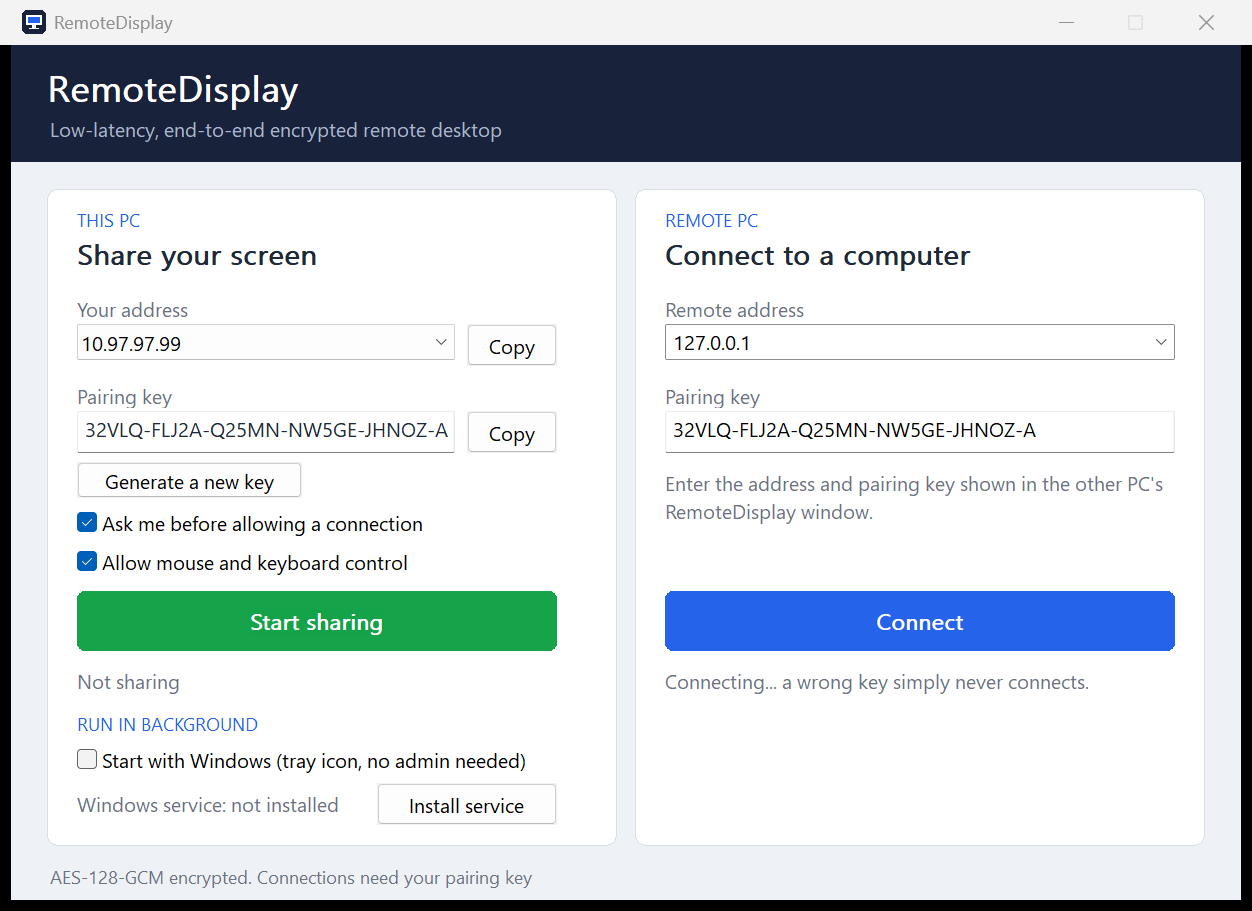 RemoteDisplay
RemoteDisplay
Low-latency, end-to-end encrypted remote desktop
THIS PC
Share your screen
Your address
10.97.97.99
Copy
Pairing key
32VLQ-FLJ2A-Q25MN-NW5GE-JHNOZ-A
Copy
Generate a new key
Ask me before allowing a connection
Allow mouse and keyboard control
Start sharing
Not sharing
RUN IN BACKGROUND
Start with Windows (tray icon, no admin needed)
Windows service: not installed
Install service
REMOTE PC
Connect to a computer
Remote address
127.0.0.1
Pairing key
32VLQ-FLJ2A-Q25MN-NW5GE-JHNOZ-A
Enter the address and pairing key shown in the other PC's
RemoteDisplay window.
Connect
Connecting... a wrong key simply never connects.
AES-128-GCM encrypted. Connections need your pairing key